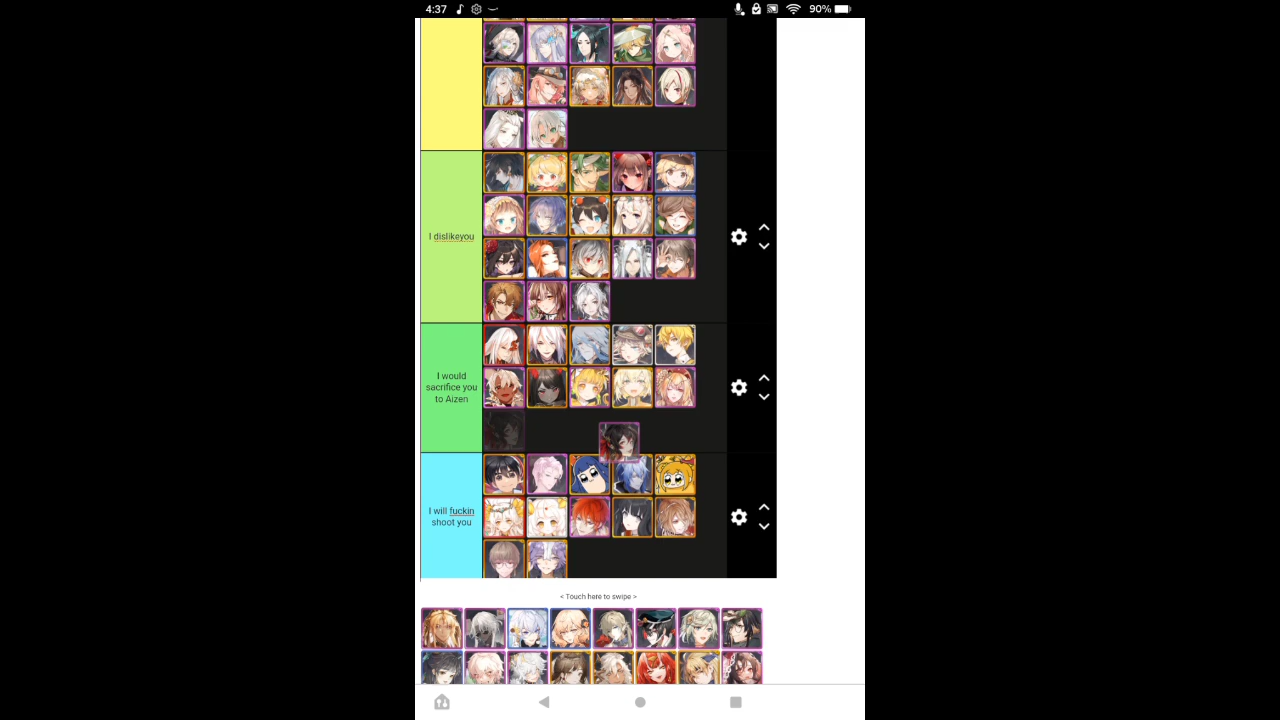 4:37
90%
I dislikeyou
I would
sacrifice you
to Aizen
I will fuckin
shoot you
< Touch here to swipe >